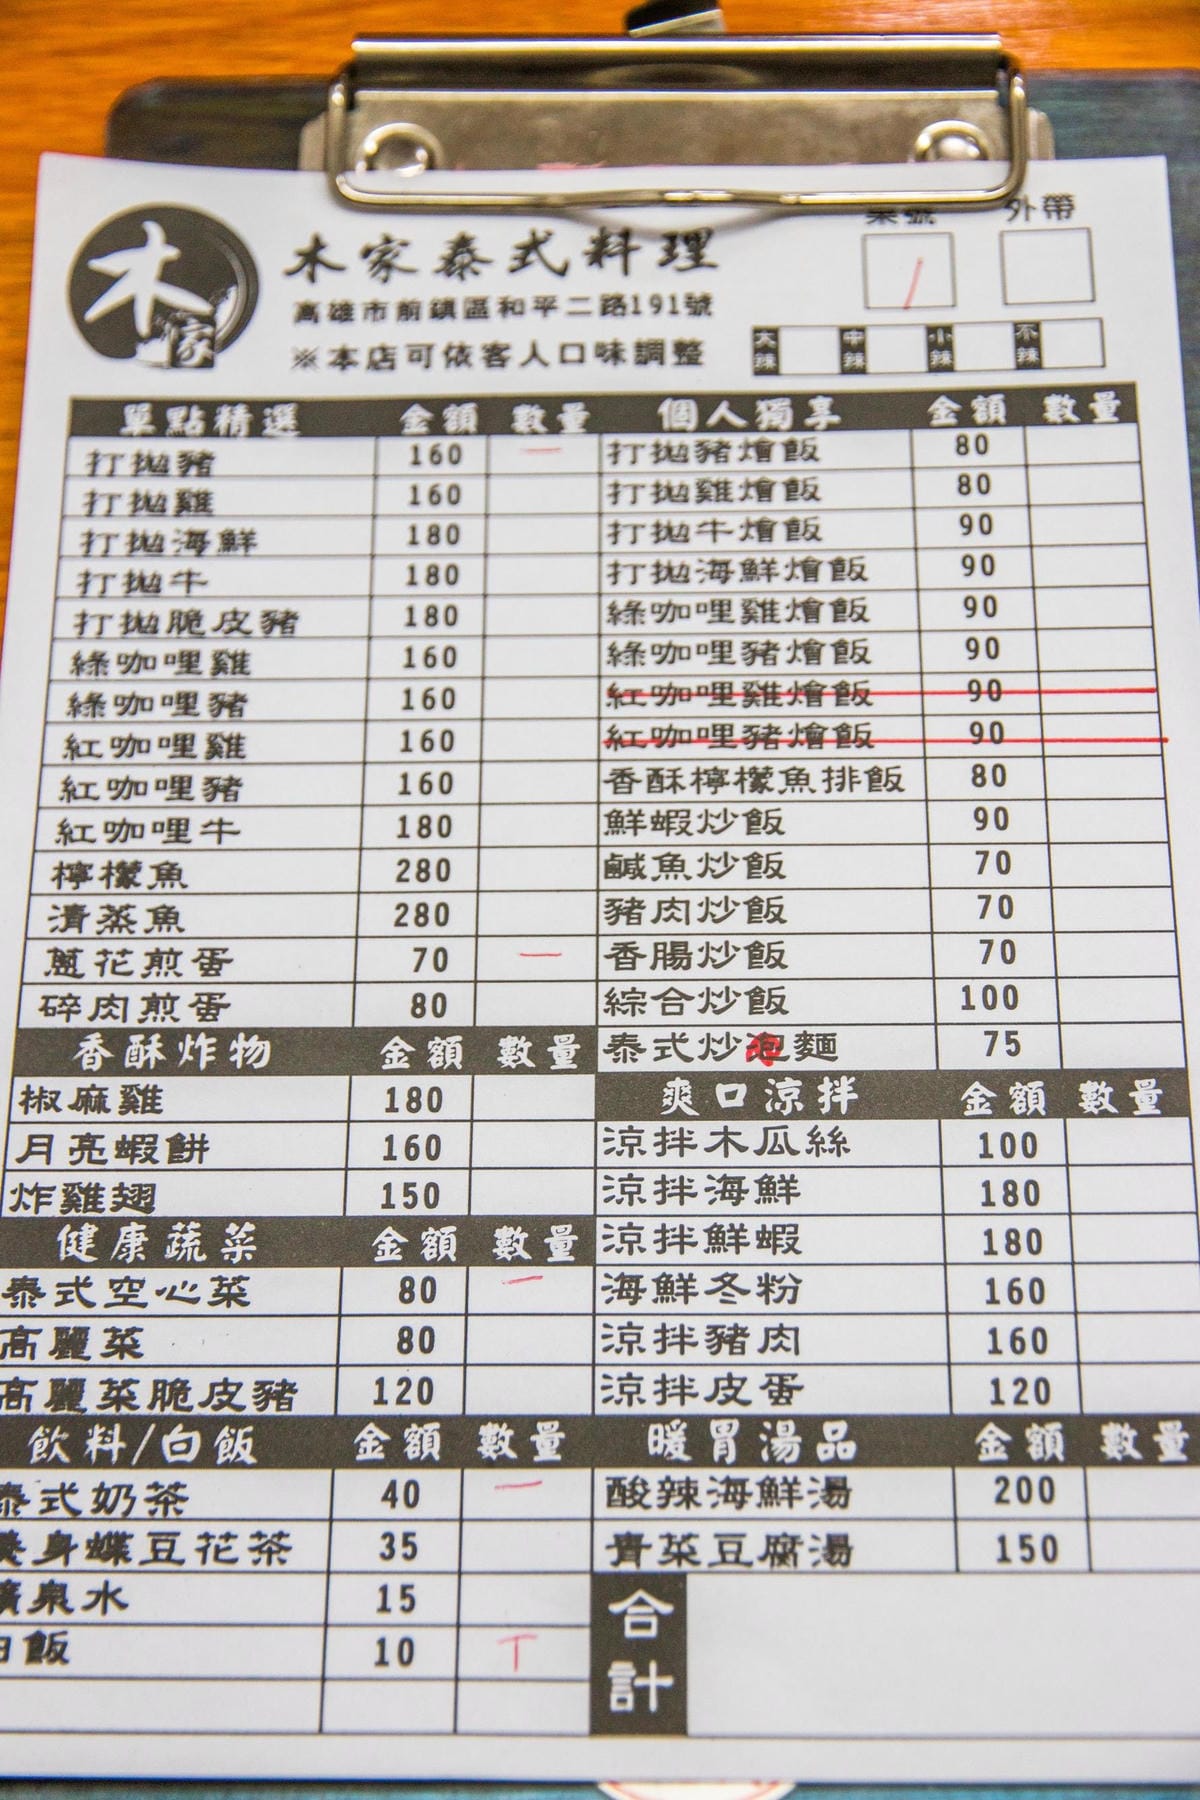 外帶
木家泰式料理
高雄市前鎮區和平二路191號
※本店可依客人口味調整
大辣 中辣 小辣 不辣
木家
單點精選 金額 數量
打拋豬 160 一
打拋雞 160
打拋海鮮 180
打拋牛 180
打拋脆皮豬 180
綠咖哩雞 160
綠咖哩豬 160
紅咖哩雞 160
紅咖哩豬 160
紅咖哩牛 180
檸檬魚 280
清蒸魚 280
蔥花煎蛋 70 一
碎肉煎蛋 80
香酥炸物 金額 數量
椒麻雞 180
月亮蝦餅 160
炸雞翅 150
健康蔬菜 金額 數量
泰式空心菜 80 一
高麗菜 80
高麗菜脆皮豬 120
飲料/白飯 金額 數量
泰式奶茶 40 一
養身蝶豆花茶 35
礦泉水 15
白飯 10 T
個人獨享 金額 數量
打拋豬燴飯 80
打拋雞燴飯 80
打拋牛燴飯 90
打拋海鮮燴飯 90
綠咖哩雞燴飯 90
綠咖哩豬燴飯 90
紅咖哩雞燴飯 90
紅咖哩豬燴飯 90
香酥檸檬魚排飯 80
鮮蝦炒飯 90
鹹魚炒飯 70
豬肉炒飯 70
香腸炒飯 70
綜合炒飯 100
泰式炒泡麵 75
爽口涼拌 金額 數量
涼拌木瓜絲 100
涼拌海鮮 180
涼拌鮮蝦 180
海鮮冬粉 160
涼拌豬肉 160
涼拌皮蛋 120
暖胃湯品 金額 數量
酸辣海鮮湯 200
青菜豆腐湯 150
合計